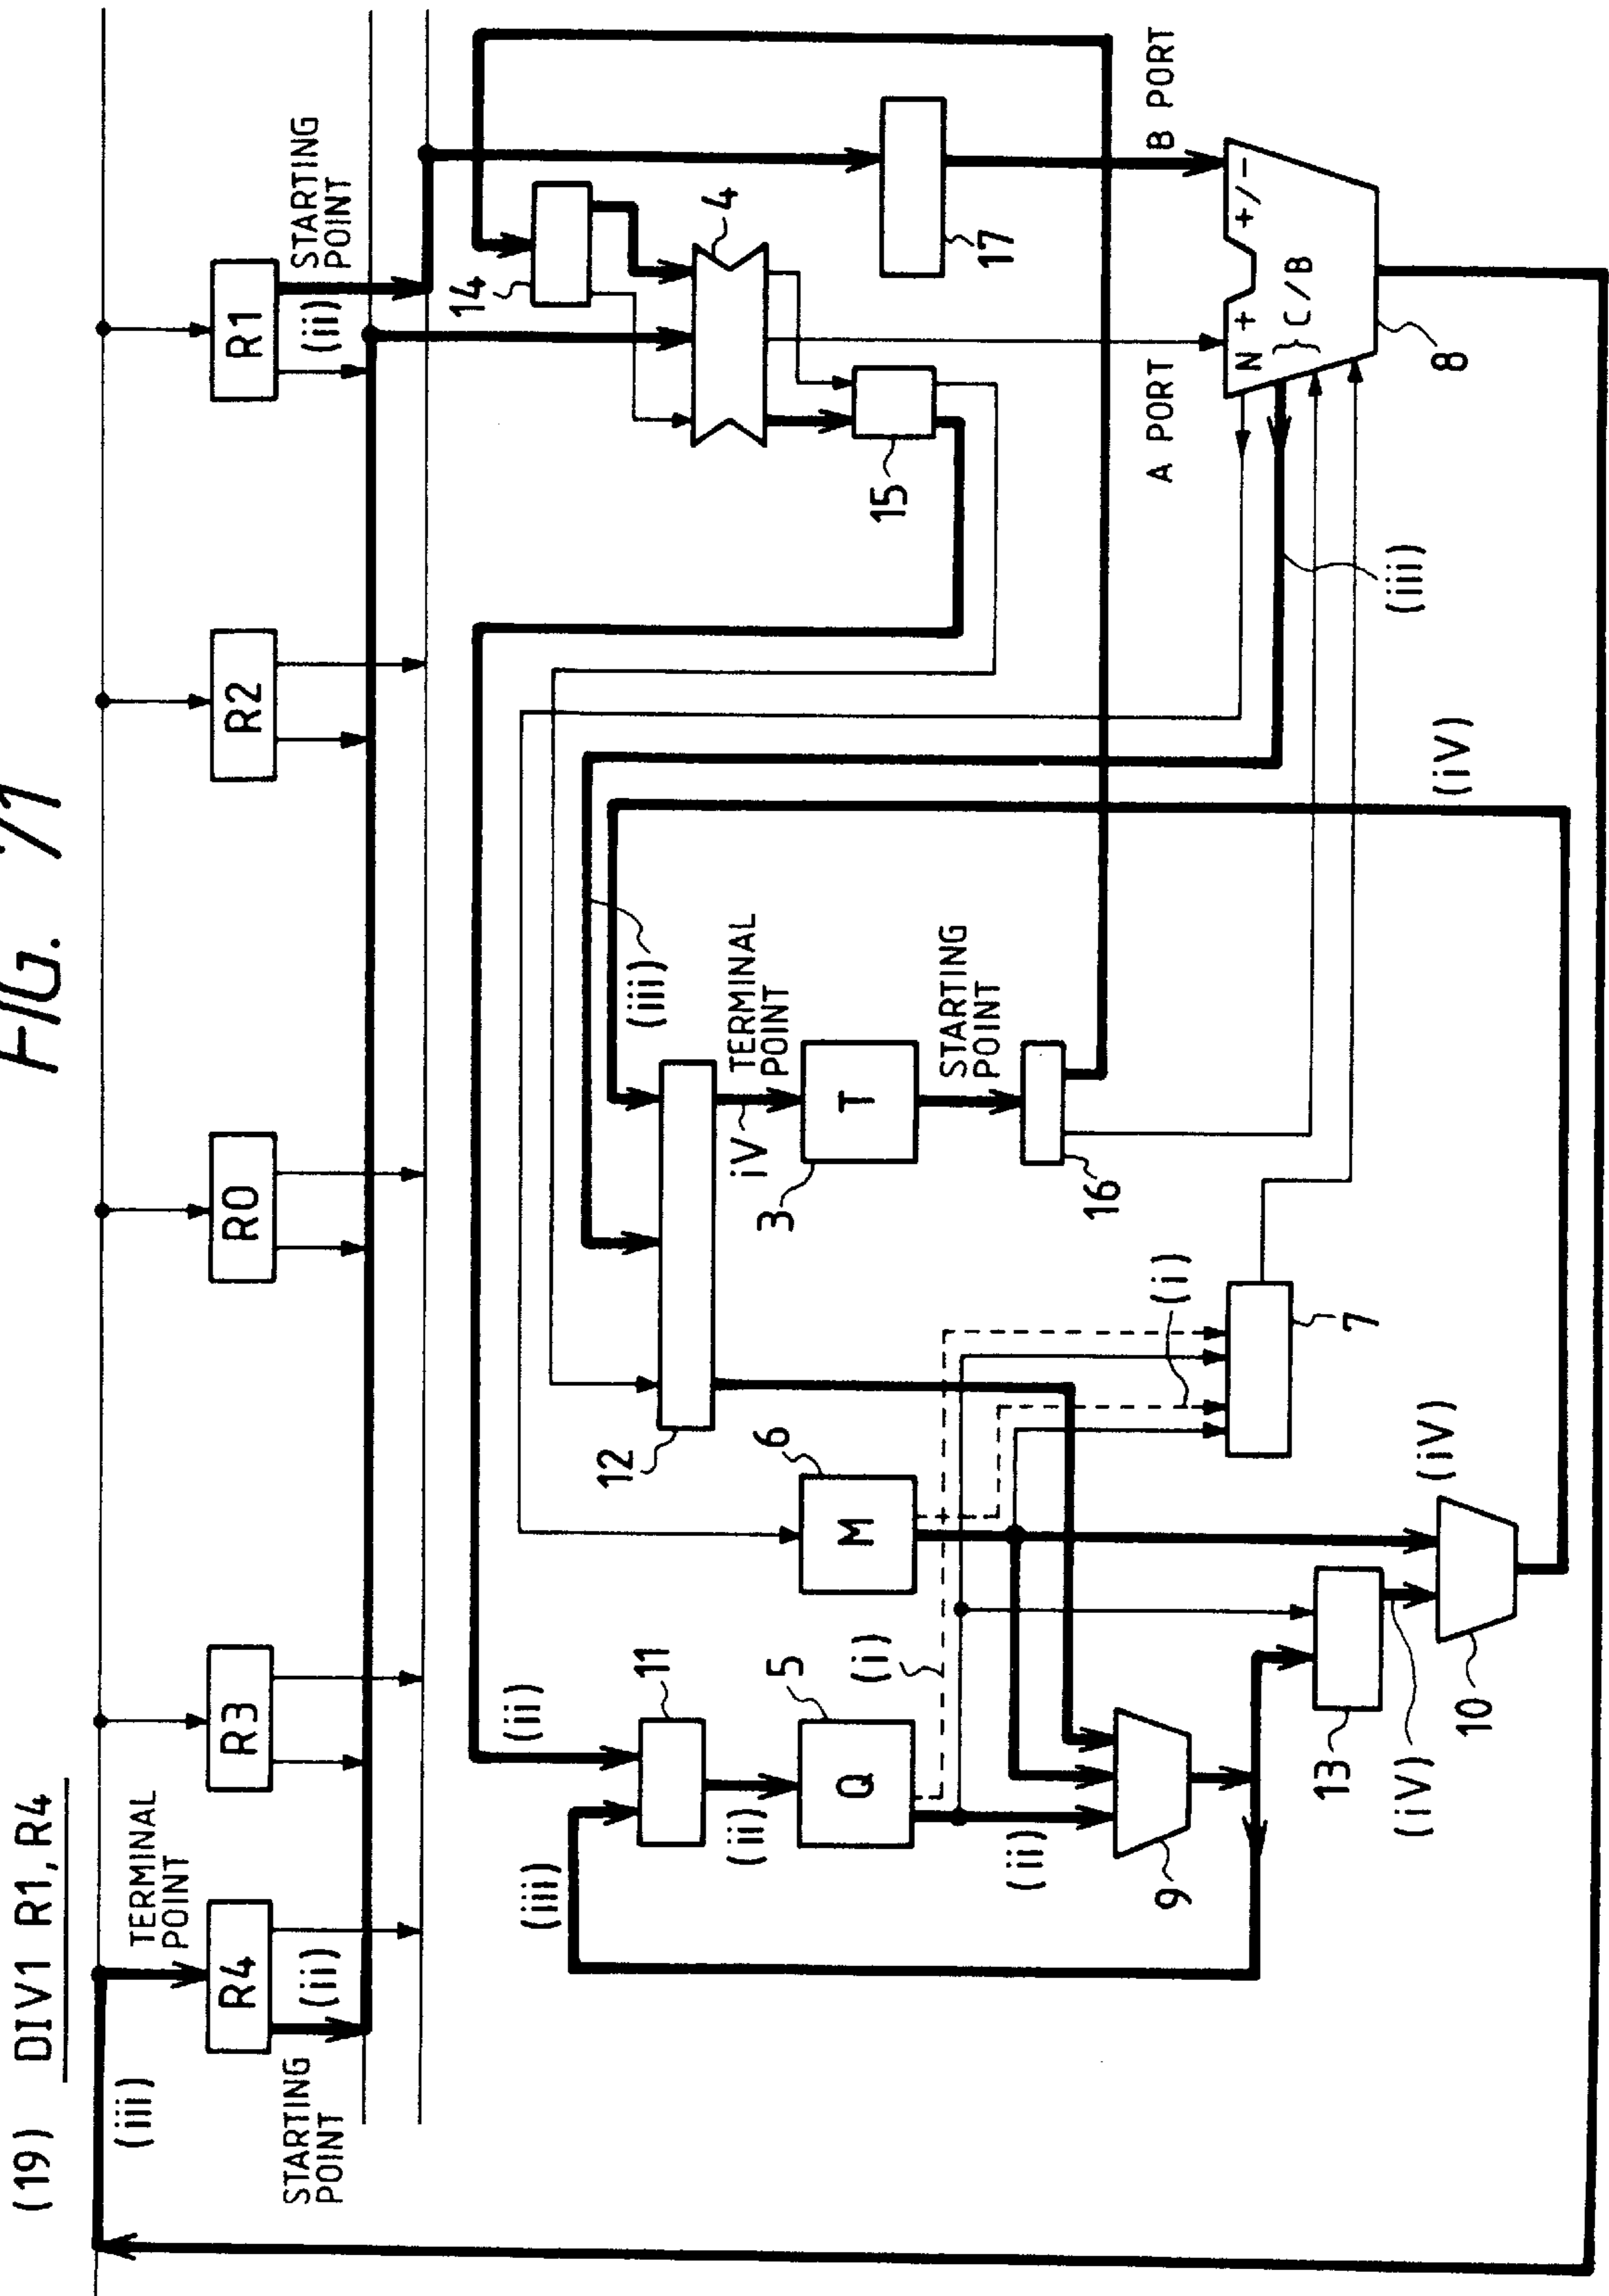 FIG. 71
(19) DIV1 R1,R4
(iii)
TERMINAL
POINT
R4
R3
R0
R2
R1
STARTING
POINT
(ii)
(ii)
STARTING
POINT
(iii)
(ii)
11
(ii)
5
Q
(i)
(ii)
9
6
M
12
(iii)
TERMINAL
POINT
iV
3
T
STARTING
POINT
16
14
4
15
17
A PORT
B PORT
N + +/-
} C/B
8
(iii)
(iV)
(i)
7
13
(iV)
10
(iV)